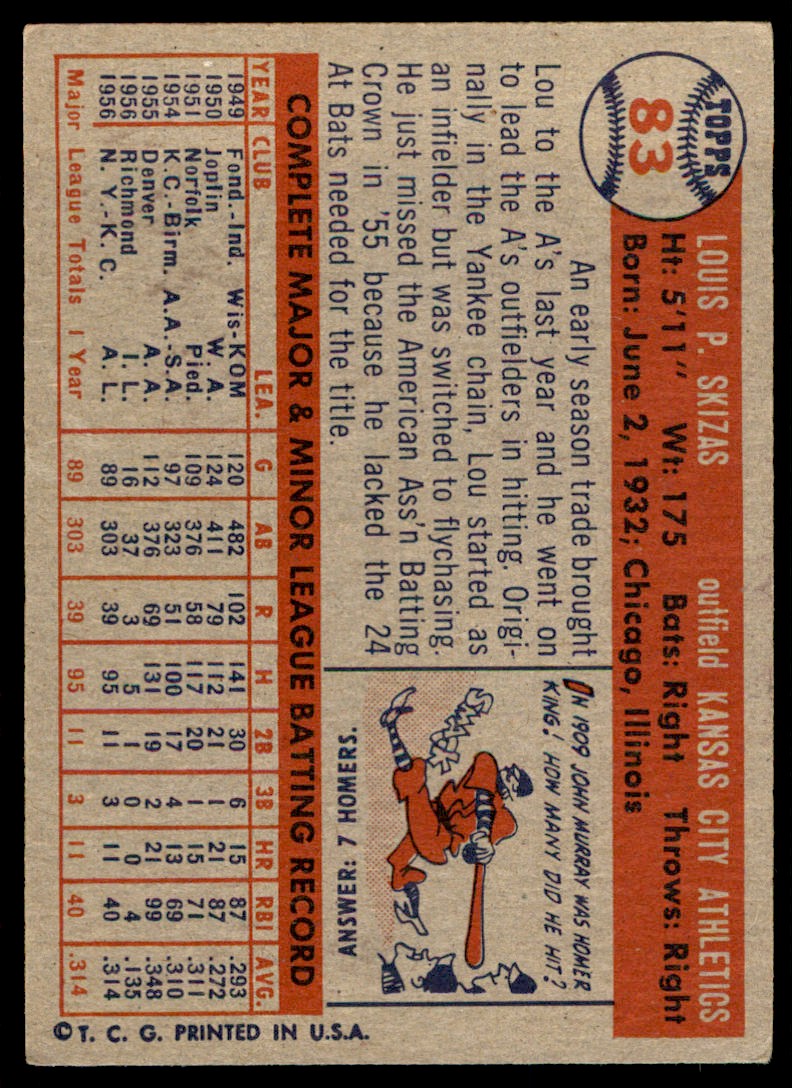 TOPPS
83
LOUIS P. SKIZAS outfield KANSAS CITY ATHLETICS
Ht: 5'11" Wt: 175 Bats: Right Throws: Right
Born: June 2, 1932; Chicago, Illinois
An early season trade brought
Lou to the A's last year and he went on
to lead the A's outfielders in hitting. Origi-
nally in the Yankee chain, Lou started as
an infielder but was switched to flychasing.
He just missed the American Ass'n Batting
Crown in '55 because he lacked the 24
At Bats needed for the title.
IN 1909 JOHN MURRAY WAS HOMER
KING! HOW MANY DID HE HIT?
ANSWER: 7 HOMERS.
COMPLETE MAJOR & MINOR LEAGUE BATTING RECORD
YEAR CLUB LEA. G AB R H 2B 3B HR RBI AVG.
1949 Fond.-Ind. Wis-KOM 120 482 102 141 30 6 15 87 .293
1950 Joplin W.A. 124 411 79 112 21 1 21 87 .272
1951 Norfolk Pied. 109 376 58 117 20 1 15 71 .311
1954 K.C.-Birm. A.A.-S.A. 97 323 51 100 17 4 13 69 .310
1955 Denver A. A. 112 376 69 131 19 2 21 99 .348
1956 Richmond I. L. 16 37 3 5 1 0 0 4 .135
1956 N. Y.-K. C. A. L. 89 303 39 95 11 3 11 40 .314
Major League Totals 1 Year 89 303 39 95 11 3 11 40 .314
© T. C. G. PRINTED IN U.S.A.